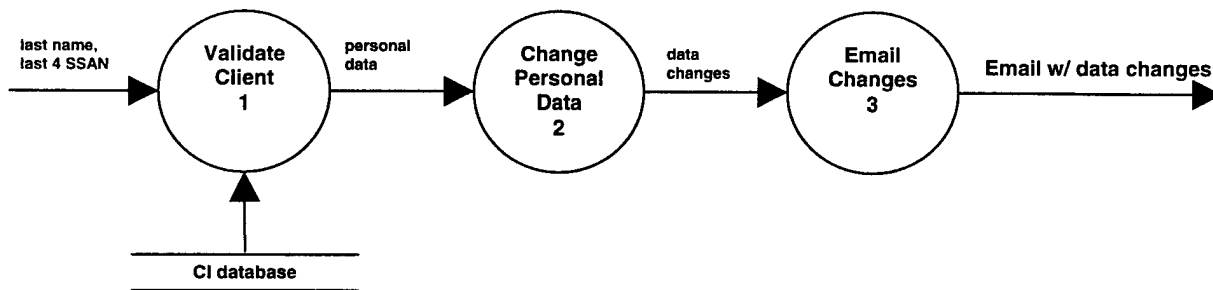 last name,
last 4 SSAN
Validate
Client
1
personal
data
Change
Personal
Data
2
data
changes
Email
Changes
3
Email w/ data changes
CI database